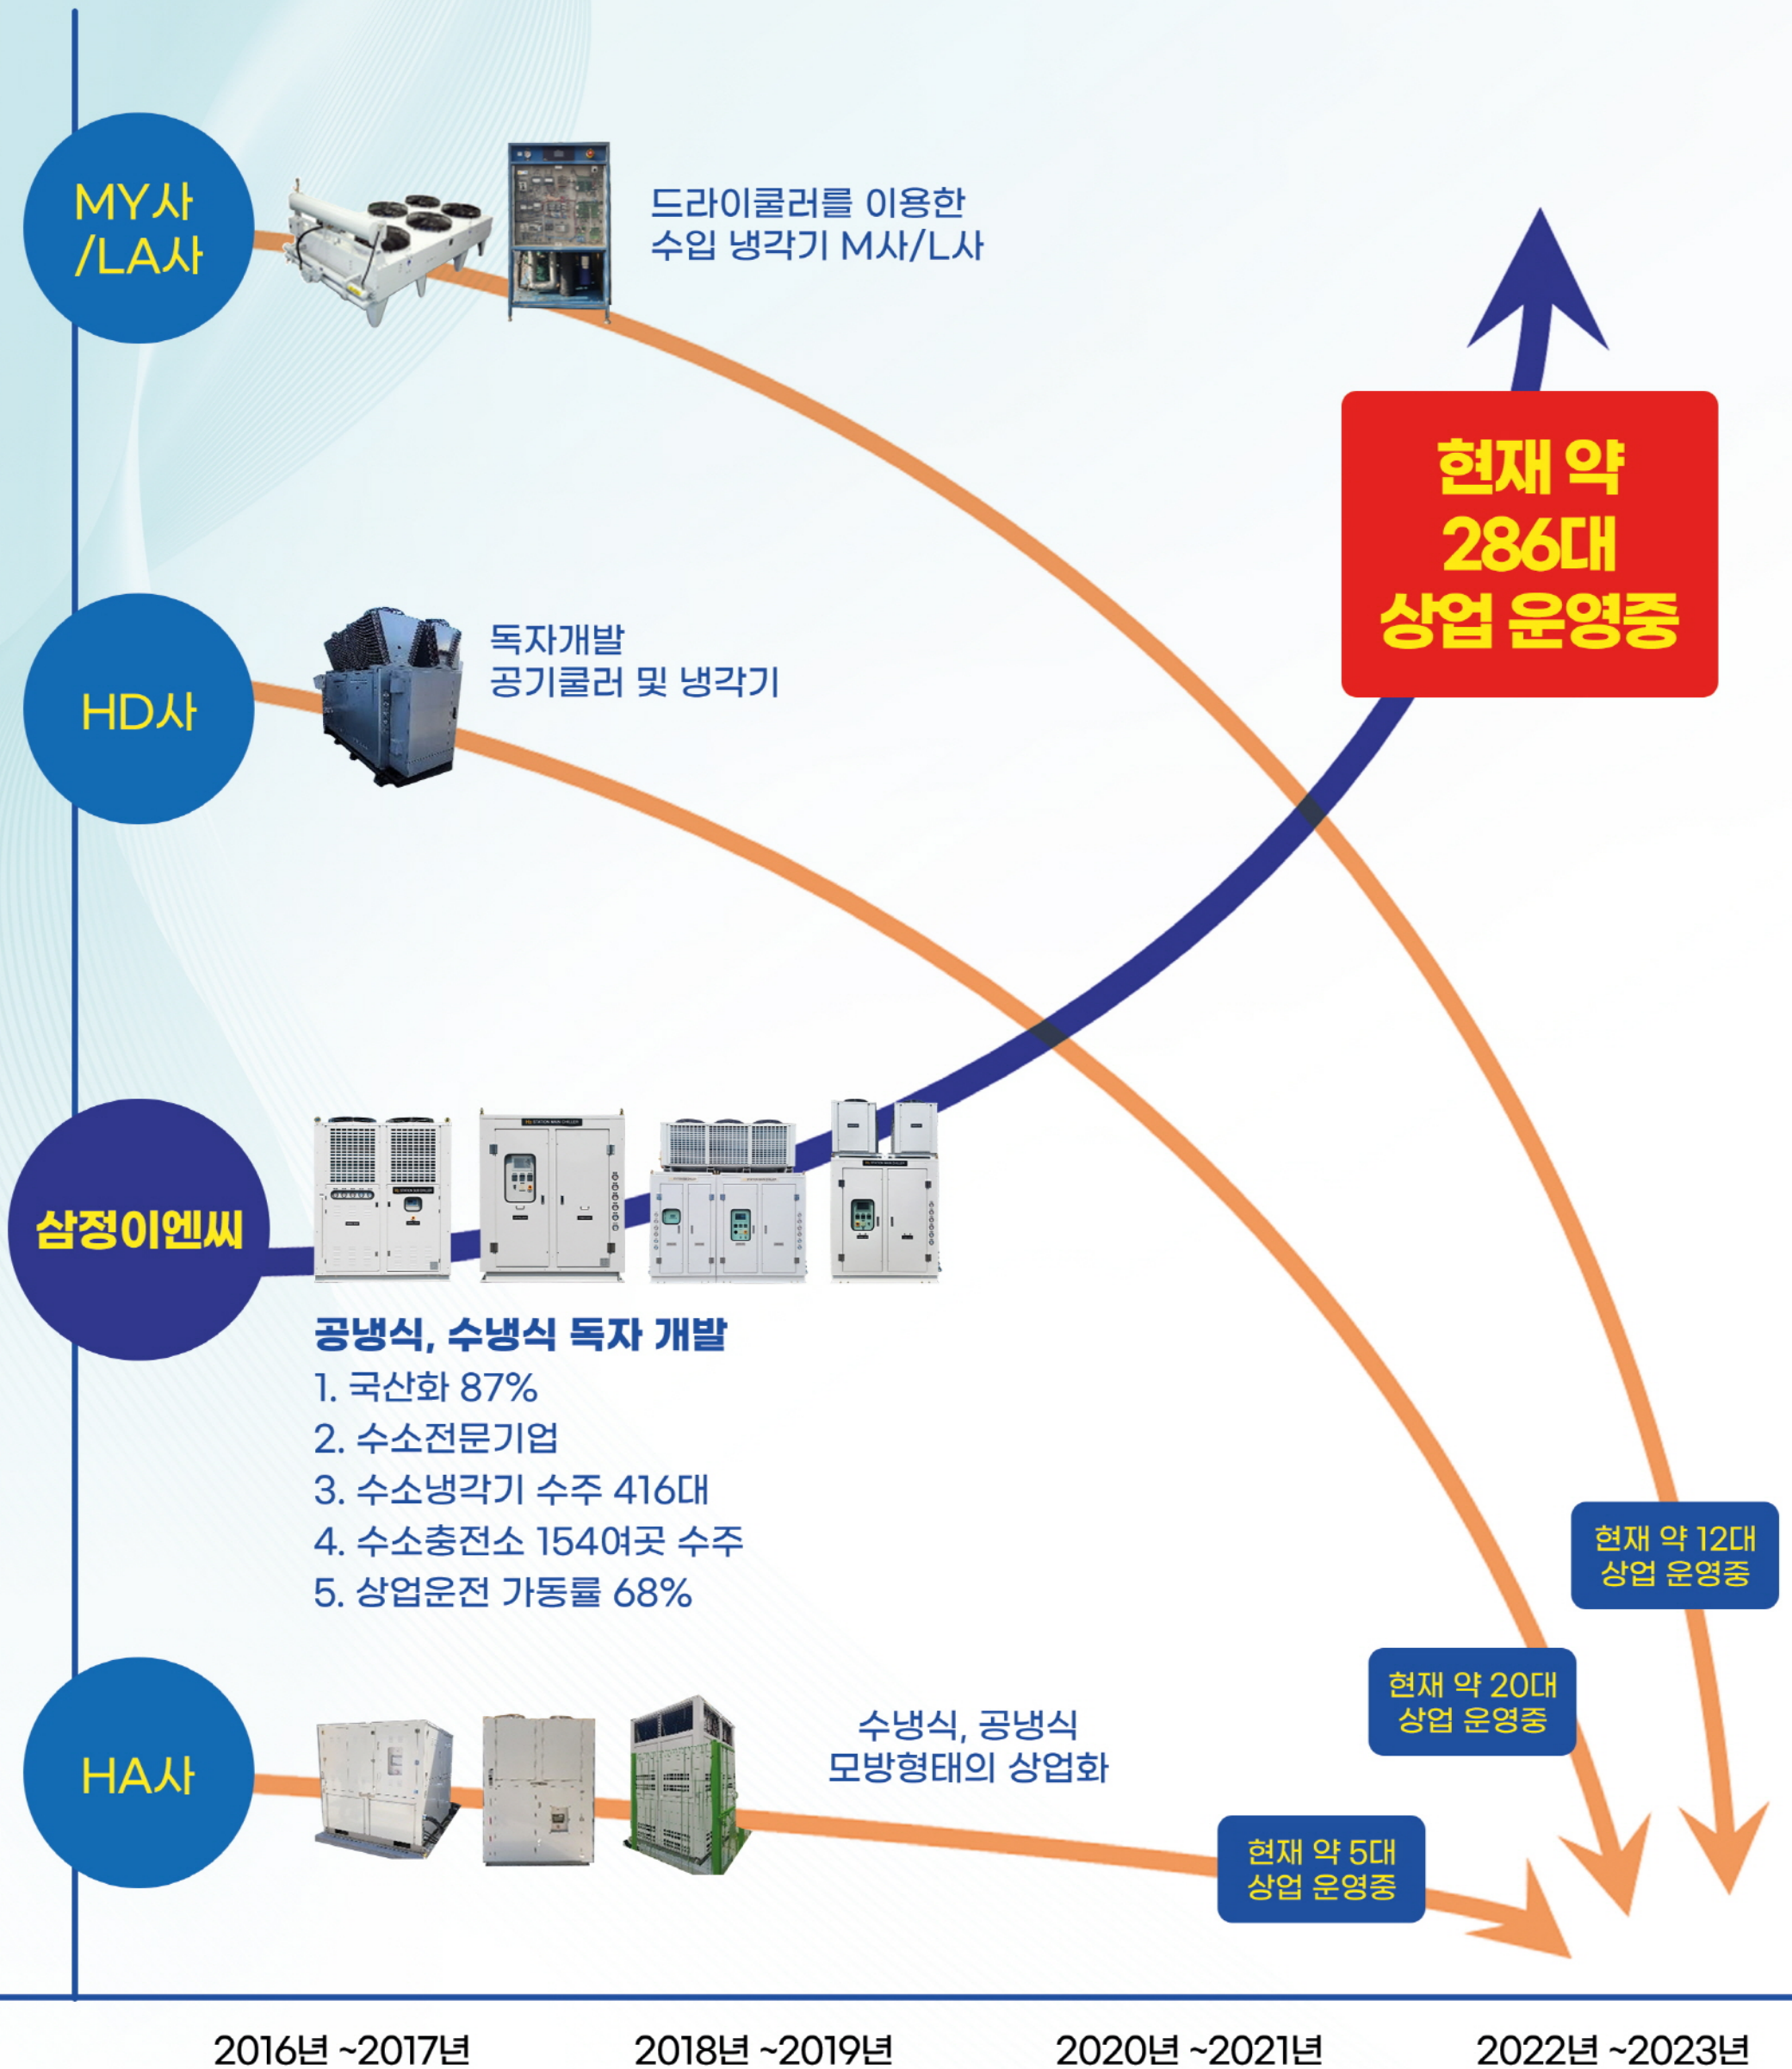 MY사
/LA사
드라이쿨러를 이용한
수입 냉각기 M사/L사
현재 약
286대
상업 운영중
HD사
독자개발
공기쿨러 및 냉각기
삼정이엔씨
공냉식, 수냉식 독자 개발
1. 국산화 87%
2. 수소전문기업
3. 수소냉각기 수주 416대
4. 수소충전소 154여곳 수주
5. 상업운전 가동률 68%
현재 약 12대
상업 운영중
현재 약 20대
상업 운영중
HA사
수냉식, 공냉식
모방형태의 상업화
현재 약 5대
상업 운영중
2016년 ~2017년
2018년 ~2019년
2020년 ~2021년
2022년 ~2023년